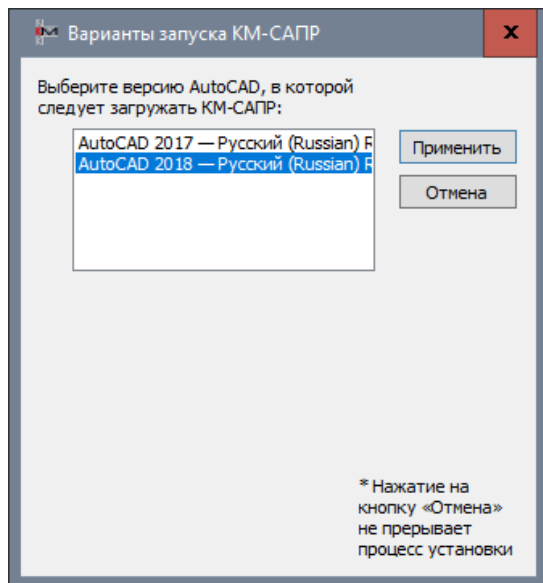 Варианты запуска КМ-САПР
Выберите версию AutoCAD, в которой
следует загружать КМ-САПР:
AutoCAD 2017 — Русский (Russian) R
AutoCAD 2018 — Русский (Russian) R
Применить
Отмена
* Нажатие на
кнопку «Отмена»
не прерывает
процесс установки